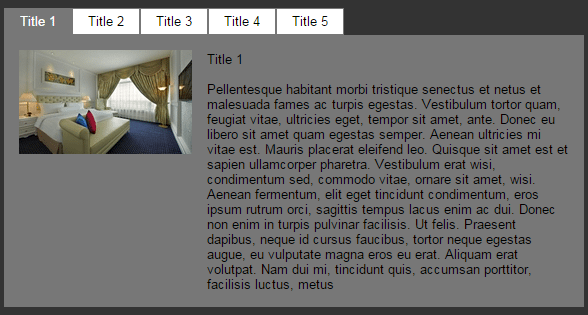 Title 1 Title 2 Title 3 Title 4 Title 5
Title 1
Pellentesque habitant morbi tristique senectus et netus et
malesuada fames ac turpis egestas. Vestibulum tortor quam,
feugiat vitae, ultricies eget, tempor sit amet, ante. Donec eu
libero sit amet quam egestas semper. Aenean ultricies mi
vitae est. Mauris placerat eleifend leo. Quisque sit amet est et
sapien ullamcorper pharetra. Vestibulum erat wisi,
condimentum sed, commodo vitae, ornare sit amet, wisi.
Aenean fermentum, elit eget tincidunt condimentum, eros
ipsum rutrum orci, sagittis tempus lacus enim ac dui. Donec
non enim in turpis pulvinar facilisis. Ut felis. Praesent
dapibus, neque id cursus faucibus, tortor neque egestas
augue, eu vulputate magna eros eu erat. Aliquam erat
volutpat. Nam dui mi, tincidunt quis, accumsan porttitor,
facilisis luctus, metus